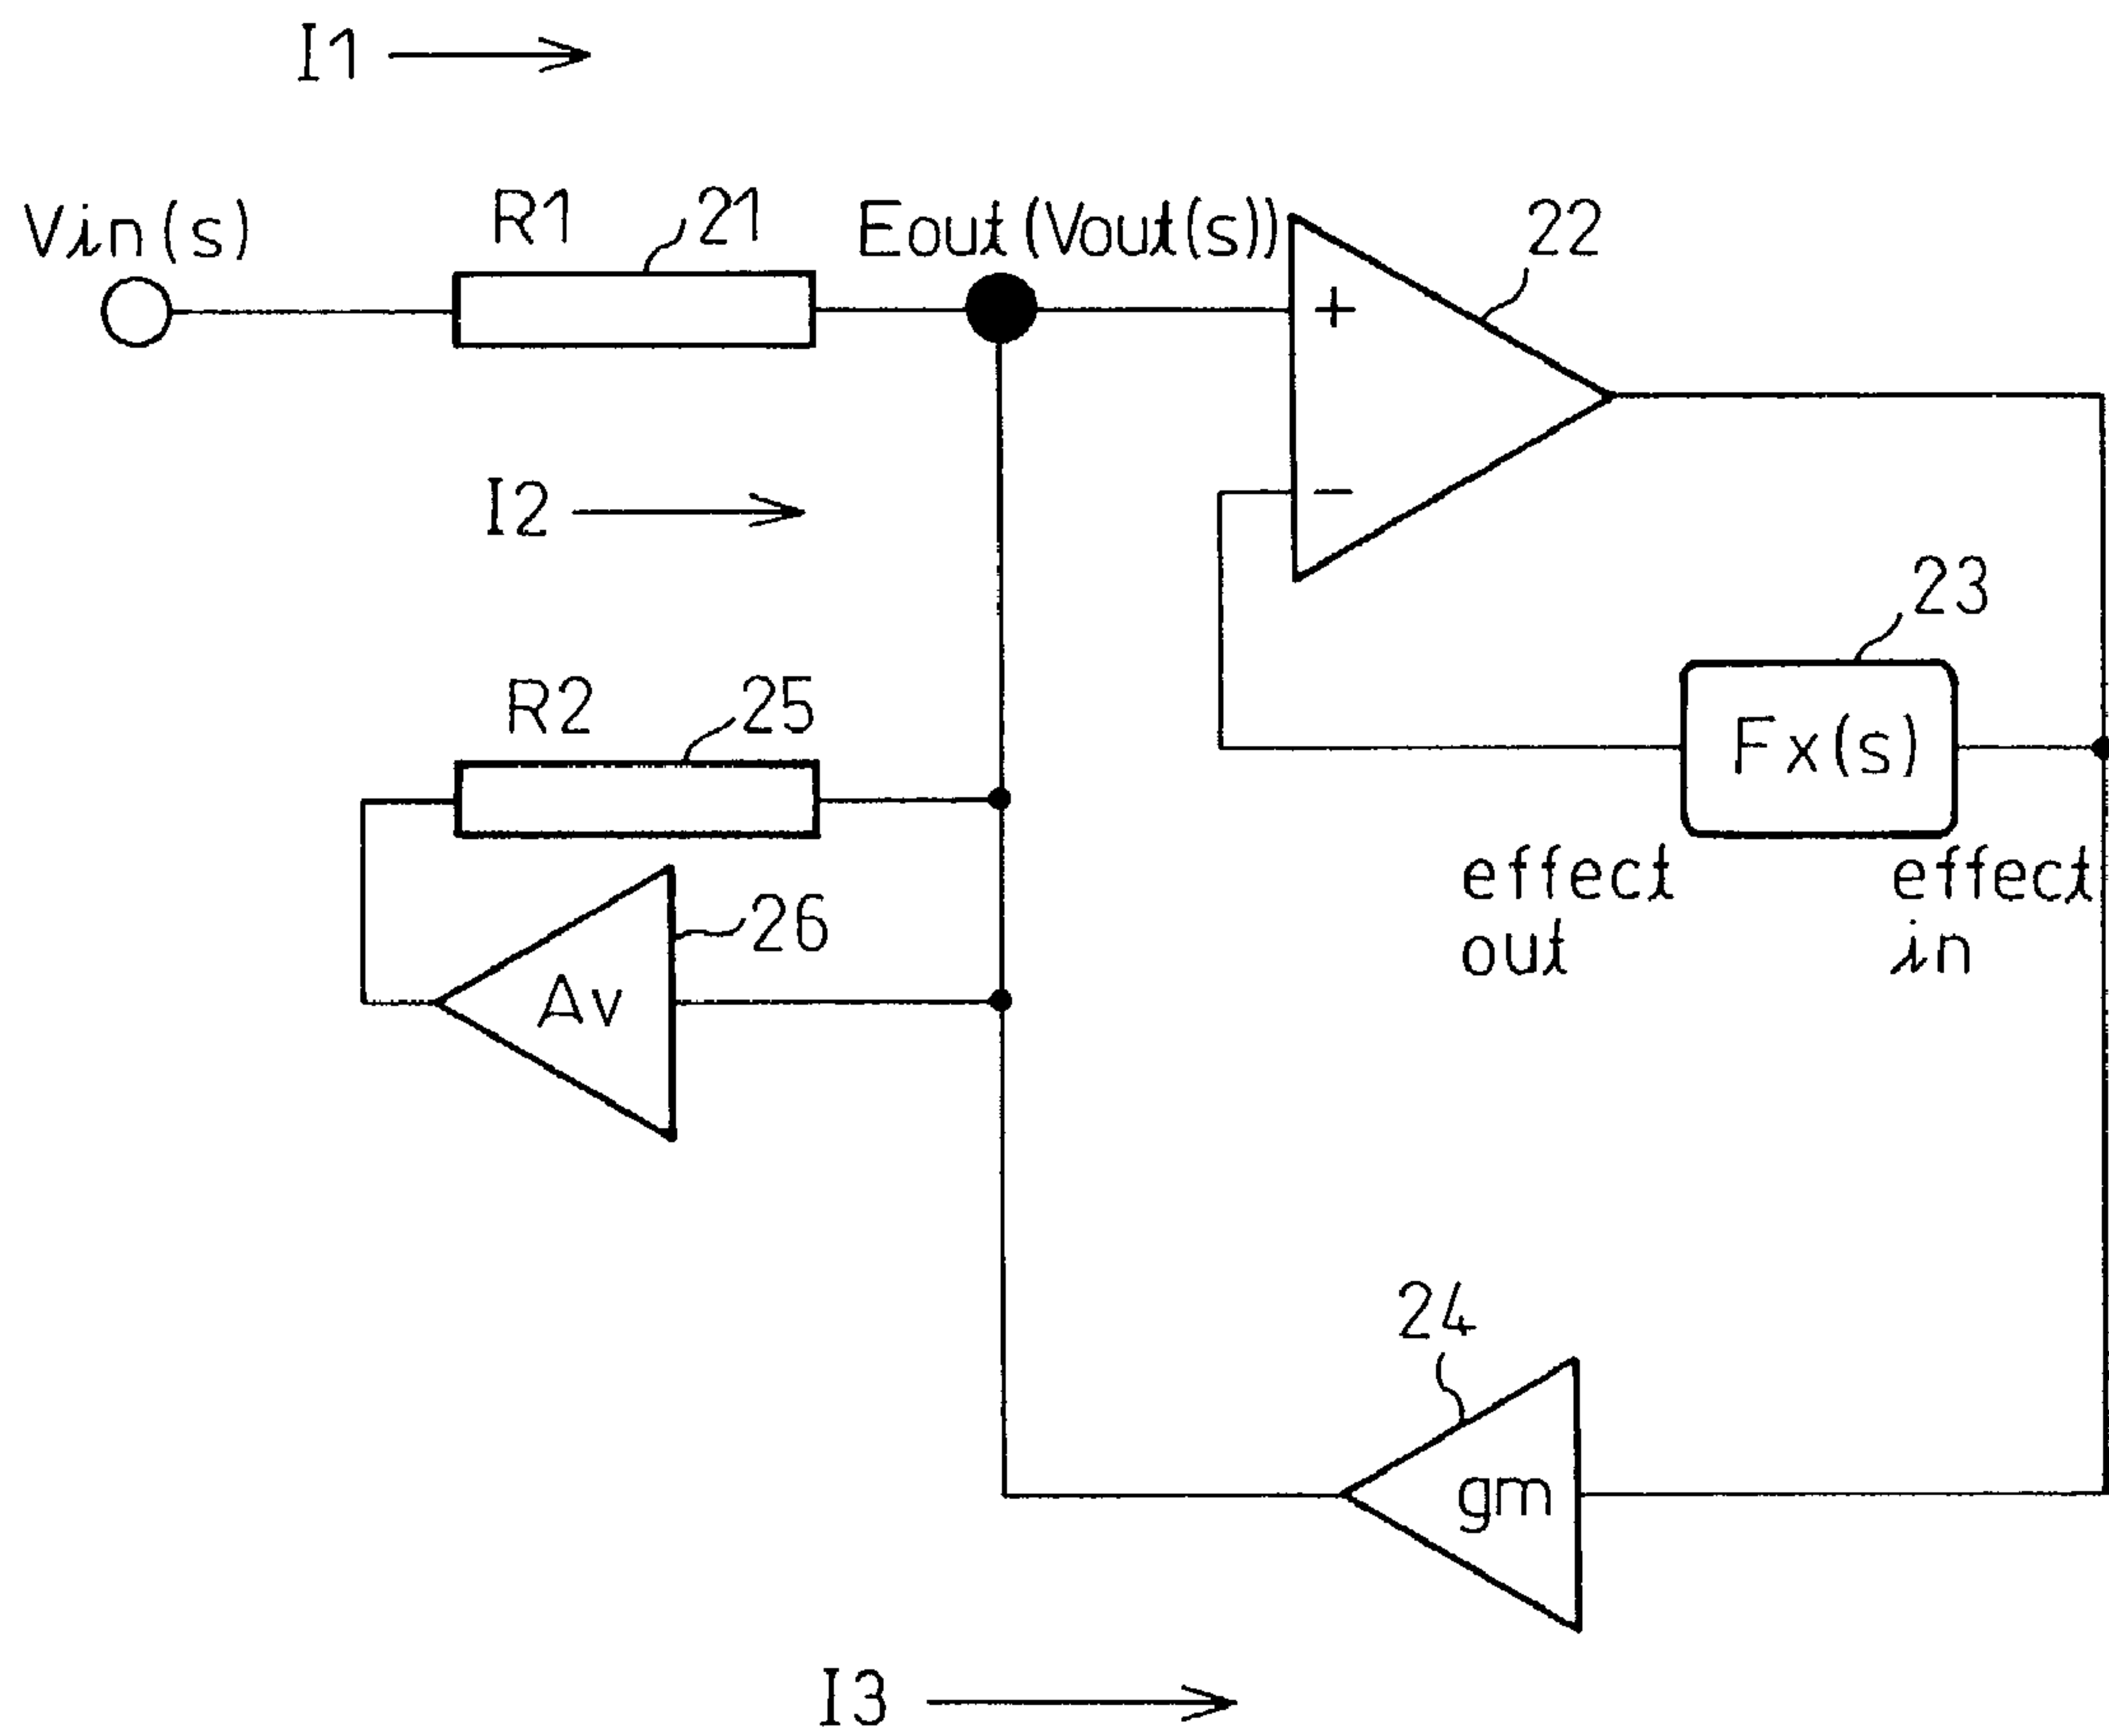 I1
Vin(s)
R1
21
Eout(Vout(s))
22
+
I2
−
23
R2
25
Fx(s)
effect out
effect in
26
Av
24
gm
I3